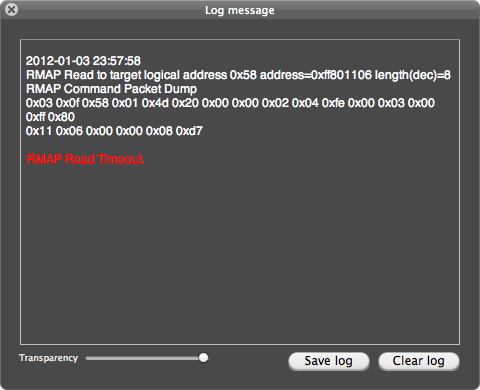 Log message
2012-01-03 23:57:58
RMAP Read to target logical address 0x58 address=0xff801106 length(dec)=8
RMAP Command Packet Dump
0x03 0x0f 0x58 0x01 0x4d 0x20 0x00 0x00 0x02 0x04 0xfe 0x00 0x03 0x00
0xff 0x80
0x11 0x06 0x00 0x00 0x08 0xd7
RMAP Read Timeout.
Transparency
Save log
Clear log